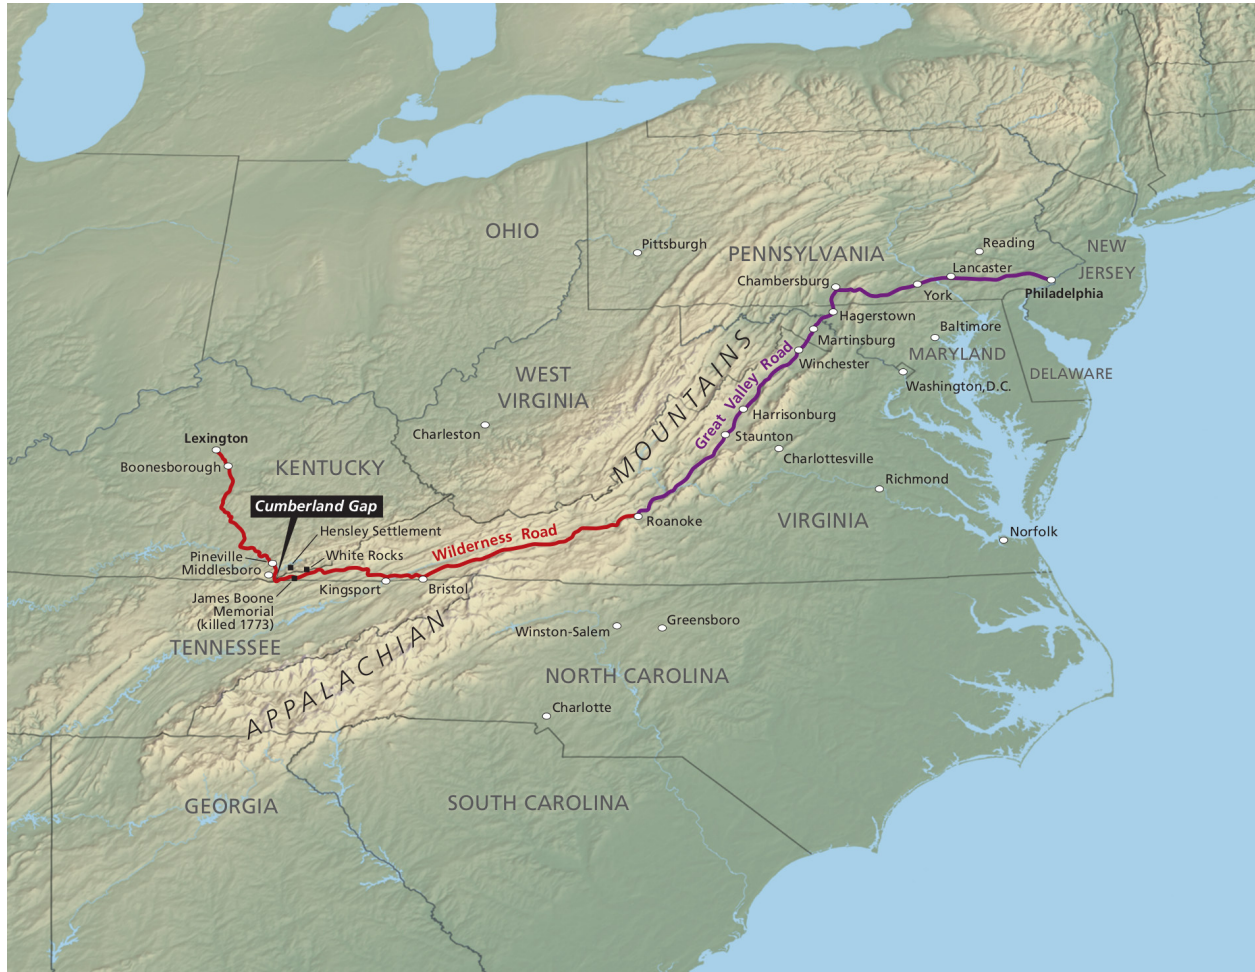 OHIO
Pittsburgh
PENNSYLVANIA
Reading
NEW
JERSEY
Lancaster
Chambersburg
York
Philadelphia
Hagerstown
Baltimore
Martinsburg
MARYLAND
Winchester
DELAWARE
Washington,D.C.
WEST
VIRGINIA
Great Valley Road
APPALACHIAN MOUNTAINS
Harrisonburg
Charleston
Staunton
Charlottesville
Lexington
Boonesborough
KENTUCKY
Richmond
Cumberland Gap
Roanoke
VIRGINIA
Norfolk
Hensley Settlement
Wilderness Road
White Rocks
Pineville
Middlesboro
Kingsport
Bristol
James Boone
Memorial
(killed 1773)
TENNESSEE
Winston-Salem
Greensboro
NORTH CAROLINA
Charlotte
GEORGIA
SOUTH CAROLINA